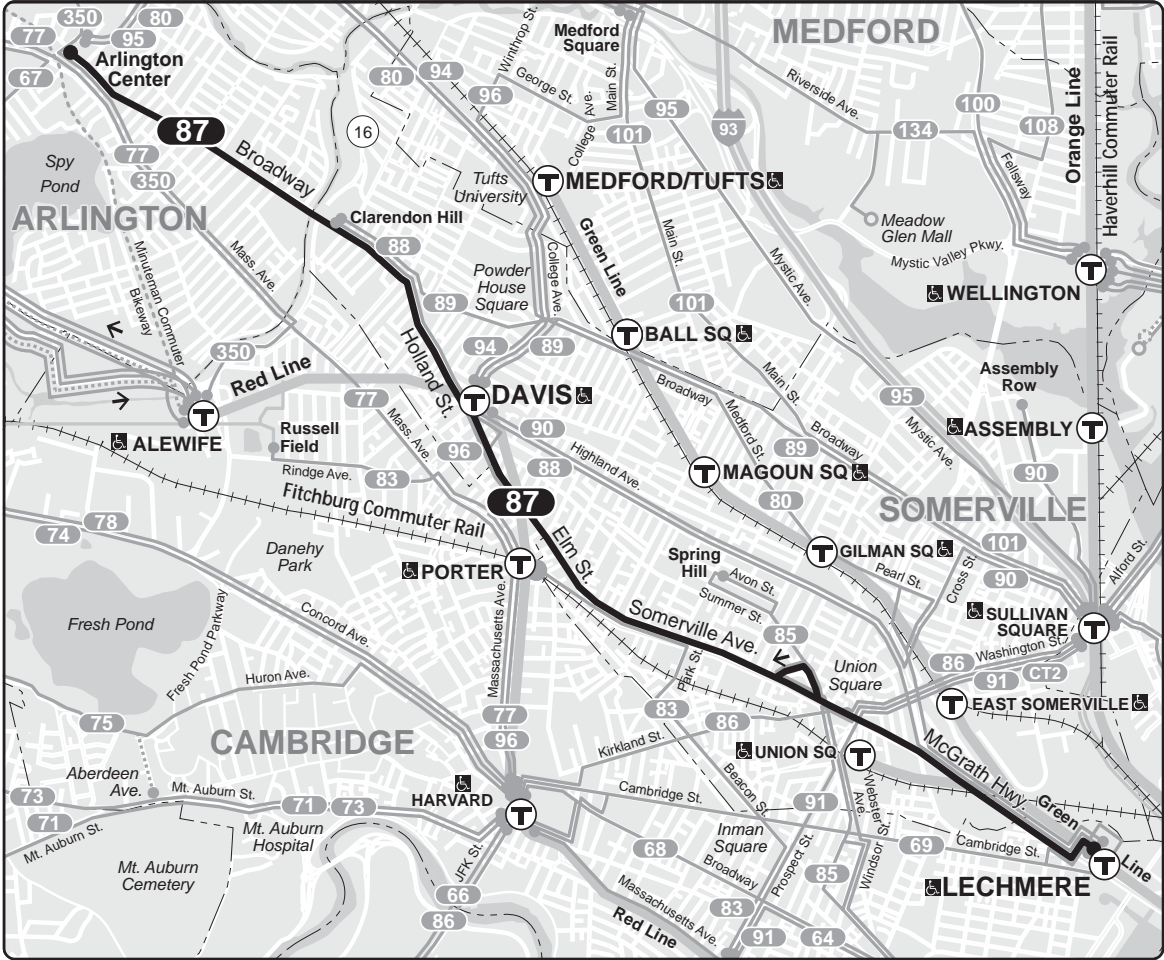 350
80
77
95
67
Arlington
Center
87
77
350
Broadway
16
Spy
Pond
ARLINGTON
Clarendon Hill
88
Minuteman Commuter
Bikeway
Mass. Ave.
350
Red Line
ALEWIFE
Russell
Field
Rindge Ave.
83
77
Mass. Ave.
Fitchburg Commuter Rail
Winthrop St.
Medford
Square
MEDFORD
80
94
96
George St.
Main St.
College Ave.
95
101
93
Riverside Ave.
134
100
108
Fellsway
Orange Line
Haverhill Commuter Rail
Tufts
University
T
MEDFORD/TUFTS
Green Line
Main St.
Meadow
Glen Mall
Mystic Valley Pkwy.
T
WELLINGTON
Powder
House
Square
College Ave.
89
Mystic Ave.
101
94
89
T
BALL SQ
Holland St.
T
DAVIS
T
90
96
88
Highland Ave.
Broadway
Main St.
Medford St.
89
Broadway
95
Mystic Ave.
Assembly
Row
ASSEMBLY
T
90
T
MAGOUN SQ
80
SOMERVILLE
87
Elm St.
74
78
Danehy
Park
PORTER
T
Spring
Hill
Avon St.
Summer St.
T
GILMAN SQ
Pearl St.
Cross St.
101
90
Alford St.
SULLIVAN
SQUARE
T
Washington St.
Fresh Pond
Fresh Pond Parkway
Concord Ave.
Huron Ave.
Massachusetts Ave.
Somerville Ave.
85
Park St.
Union
Square
86
91
CT2
T
EAST SOMERVILLE
75
CAMBRIDGE
77
96
83
86
Kirkland St.
UNION SQ
T
McGrath Hwy.
Green
Line
Aberdeen
Ave.
Mt. Auburn St.
73
71
71
73
HARVARD
T
Cambridge St.
Beacon St.
91
Webster
Ave.
Mt. Auburn St.
Mt. Auburn
Hospital
Mt. Auburn
Cemetery
JFK St.
66
86
68
Inman
Square
Broadway
Prospect St.
85
Windsor St.
69
Cambridge St.
T
LECHMERE
Massachusetts Ave.
Red Line
83
91
64